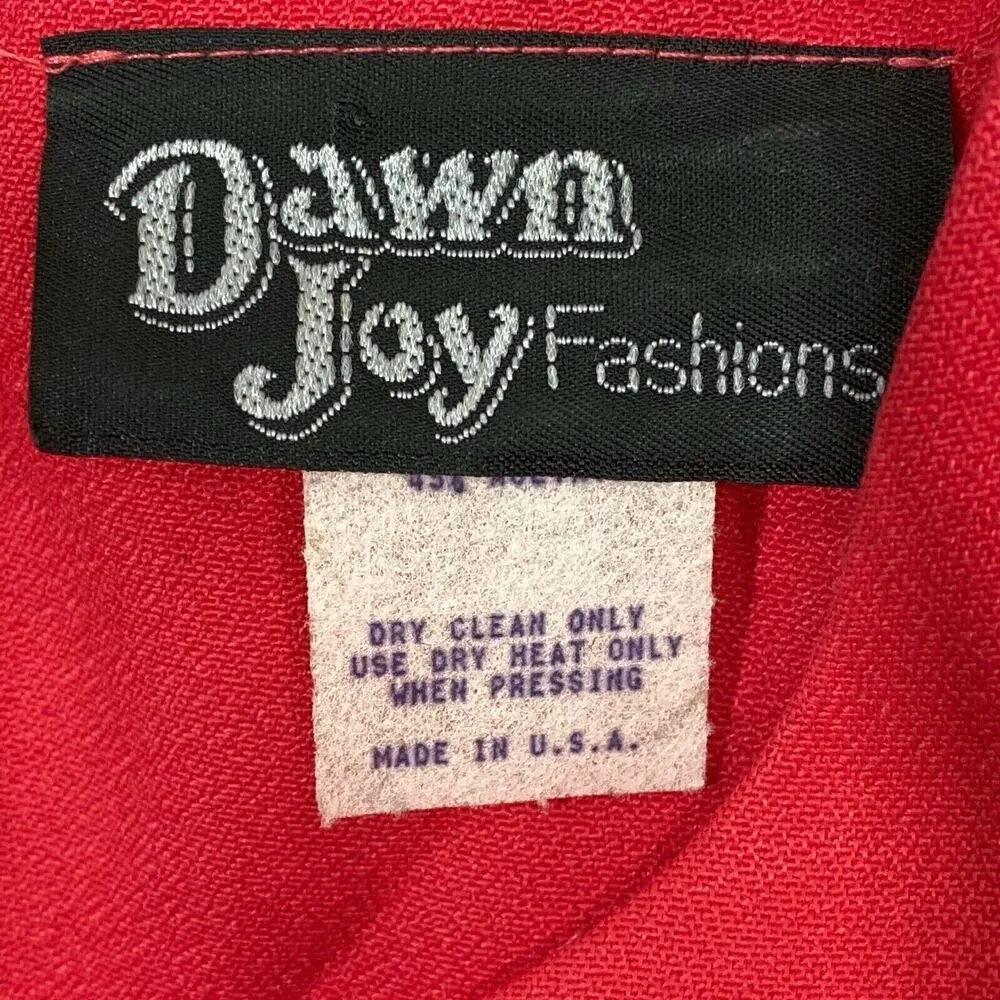 Dawn
Joy Fashions
DRY CLEAN ONLY
USE DRY HEAT ONLY
WHEN PRESSING
MADE IN U.S.A.